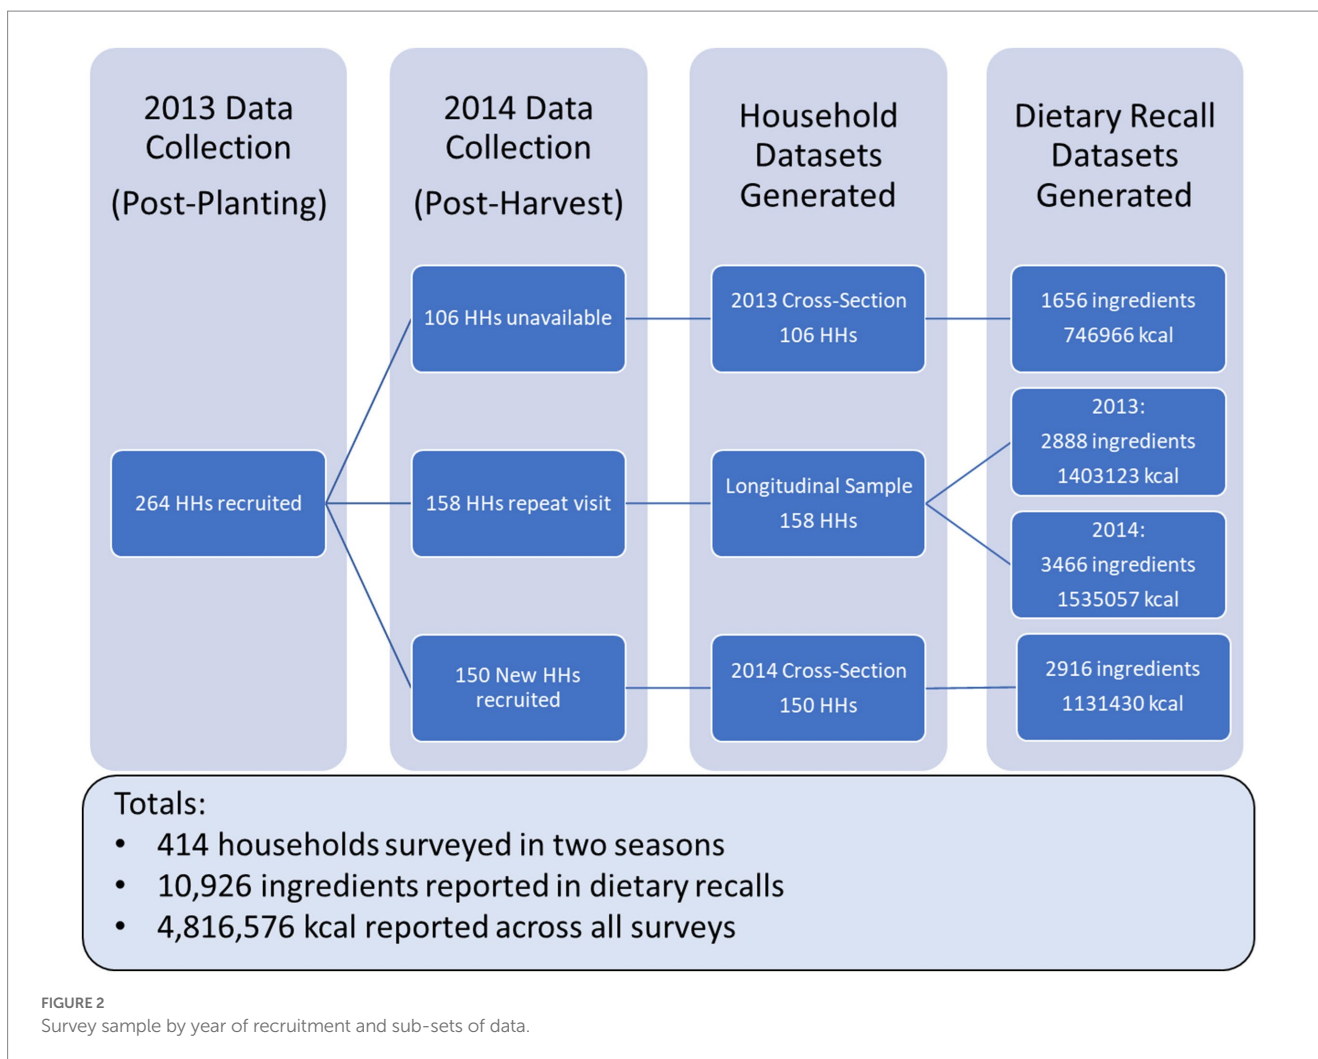 2013 Data
Collection
(Post-Planting)
264 HHs recruited
2014 Data
Collection
(Post-Harvest)
106 HHs unavailable
158 HHs repeat visit
150 New HHs
recruited
Household
Datasets
Generated
2013 Cross-Section
106 HHs
Longitudinal Sample
158 HHs
2014 Cross-Section
150 HHs
Dietary Recall
Datasets
Generated
1656 ingredients
746966 kcal
2013:
2888 ingredients
1403123 kcal
2014:
3466 ingredients
1535057 kcal
2916 ingredients
1131430 kcal
Totals:
• 414 households surveyed in two seasons
• 10,926 ingredients reported in dietary recalls
• 4,816,576 kcal reported across all surveys
FIGURE 2
Survey sample by year of recruitment and sub-sets of data.